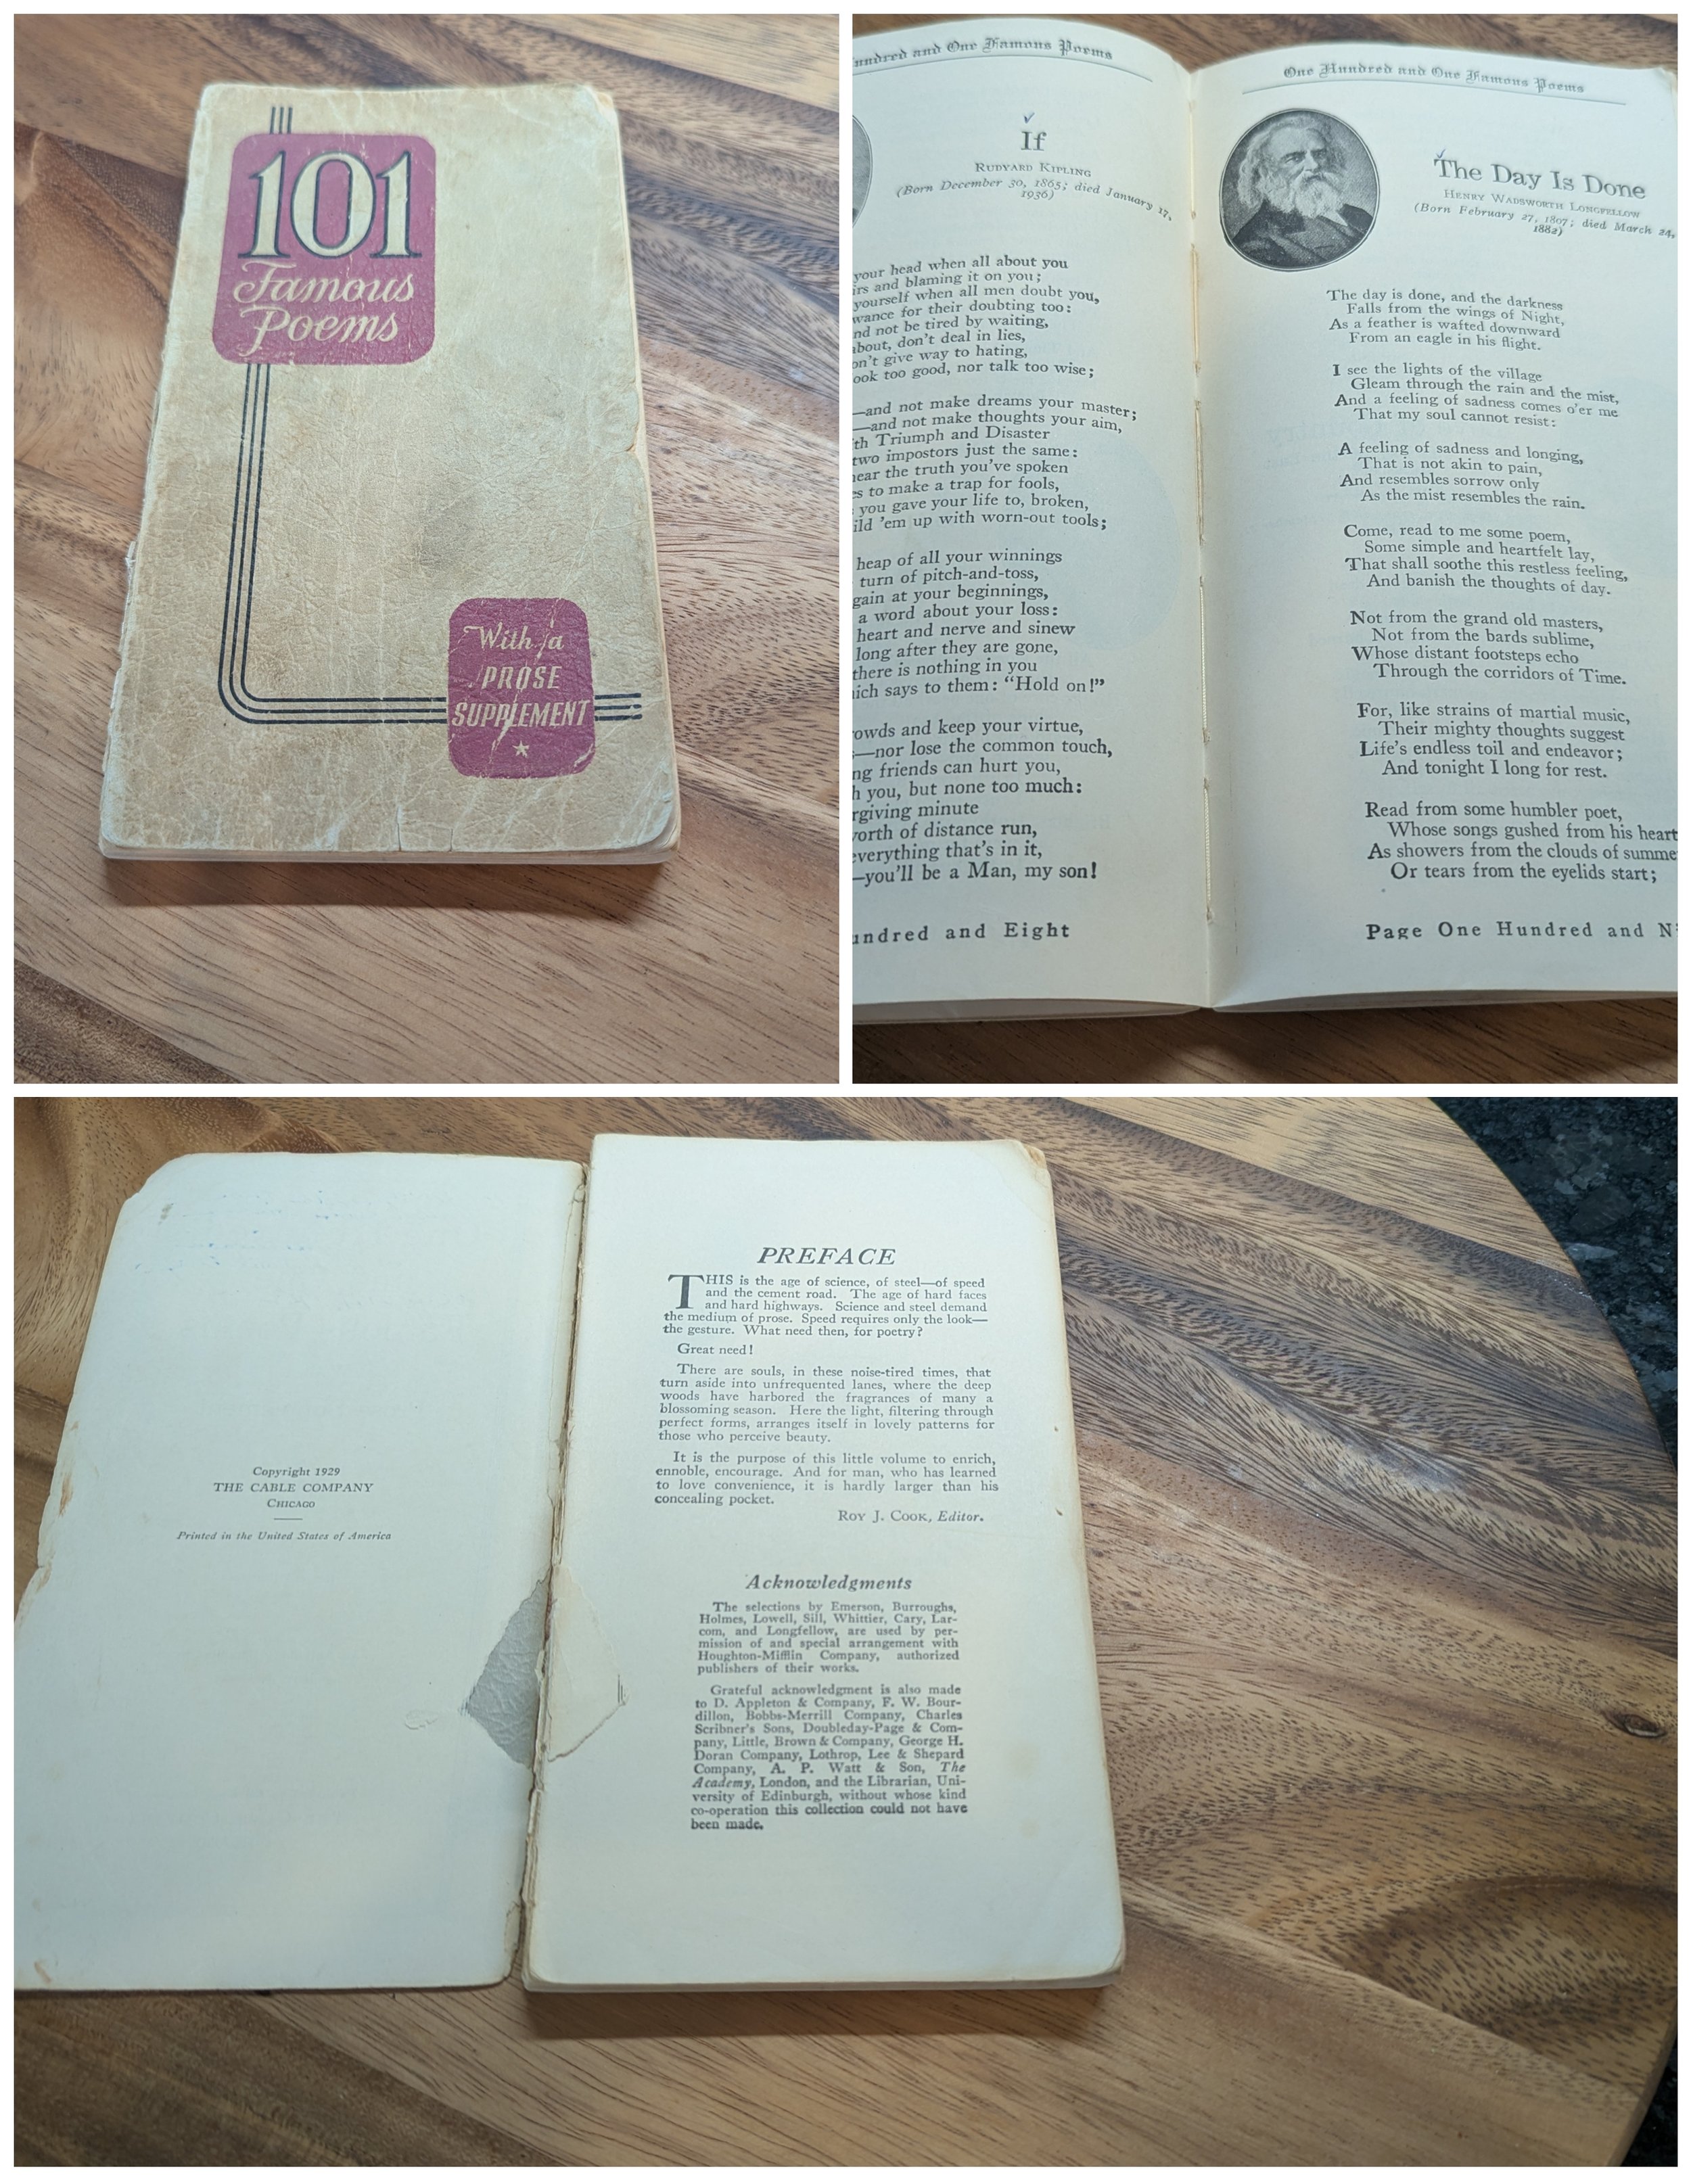 101
Famous
Poems
With a
PROSE
SUPPLEMENT
One Famous Poems
If
RUDYARD KIPLING
(Born December 30, 1865; died January 17,
1936)
your head when all about you
and blaming it on you;
yourself when all men doubt you,
for their doubting too:
not be tired by waiting,
don't deal in lies,
give way to hating,
too good, nor talk too wise;
—and not make dreams your master;
—and not make thoughts your aim,
Triumph and Disaster
two impostors just the same:
the truth you've spoken
to make a trap for fools,
you gave your life to, broken,
'em up with worn-out tools;
heap of all your winnings
turn of pitch-and-toss,
at your beginnings,
a word about your loss:
heart and nerve and sinew
long after they are gone,
there is nothing in you
says to them: “Hold on!”
and keep your virtue,
—nor lose the common touch,
friends can hurt you,
you, but none too much:
minute
of distance run,
everything that's in it,
—you'll be a Man, my son!
and Eight
One Hundred and One Famous Poems
The Day Is Done
HENRY WADSWORTH LONGFELLOW
(Born February 27, 1807; died March 24,
1882)
The day is done, and the darkness
Falls from the wings of Night,
As a feather is wafted downward
From an eagle in his flight.
I see the lights of the village
Gleam through the rain and the mist,
And a feeling of sadness comes o'er me
That my soul cannot resist:
A feeling of sadness and longing,
That is not akin to pain,
And resembles sorrow only
As the mist resembles the rain.
Come, read to me some poem,
Some simple and heartfelt lay,
That shall soothe this restless feeling,
And banish the thoughts of day.
Not from the grand old masters,
Not from the bards sublime,
Whose distant footsteps echo
Through the corridors of Time.
For, like strains of martial music,
Their mighty thoughts suggest
Life's endless toil and endeavor;
And tonight I long for rest.
Read from some humbler poet,
Whose songs gushed from his heart
As showers from the clouds of
Or tears from the eyelids start;
Page One Hundred and
Copyright 1929
THE CABLE COMPANY
CHICAGO
Printed in the United States of America
PREFACE
THIS is the age of science, of steel—of speed
and the cement road. The age of hard faces
and hard highways. Science and steel demand
the medium of prose. Speed requires only the look—
the gesture. What need then, for poetry?
Great need!
There are souls, in these noise-tired times, that
turn aside into unfrequented lanes, where the deep
woods have harbored the fragrances of many a
blossoming season. Here the light, filtering through
perfect forms, arranges itself in lovely patterns for
those who perceive beauty.
It is the purpose of this little volume to enrich,
ennoble, encourage. And for man, who has learned
to love convenience, it is hardly larger than his
concealing pocket.
ROY J. COOK, Editor.
Acknowledgments
The selections by Emerson, Burroughs,
Holmes, Lowell, Sill, Whittier, Cary, Lar-
com, and Longfellow, are used by per-
mission of and special arrangement with
Houghton-Mifflin Company, authorized
publishers of their works.
Grateful acknowledgment is also made
to D. Appleton & Company, F. W. Bour-
dillon, Bobbs-Merrill Company, Charles
Scribner's Sons, Doubleday-Page & Com-
pany, Little, Brown & Company, George H.
Doran Company, Lothrop, Lee & Shepard
Company, A. P. Watt & Son, The
Academy, London, and the Librarian, Uni-
versity of Edinburgh, without whose kind
co-operation this collection could not have
been made.